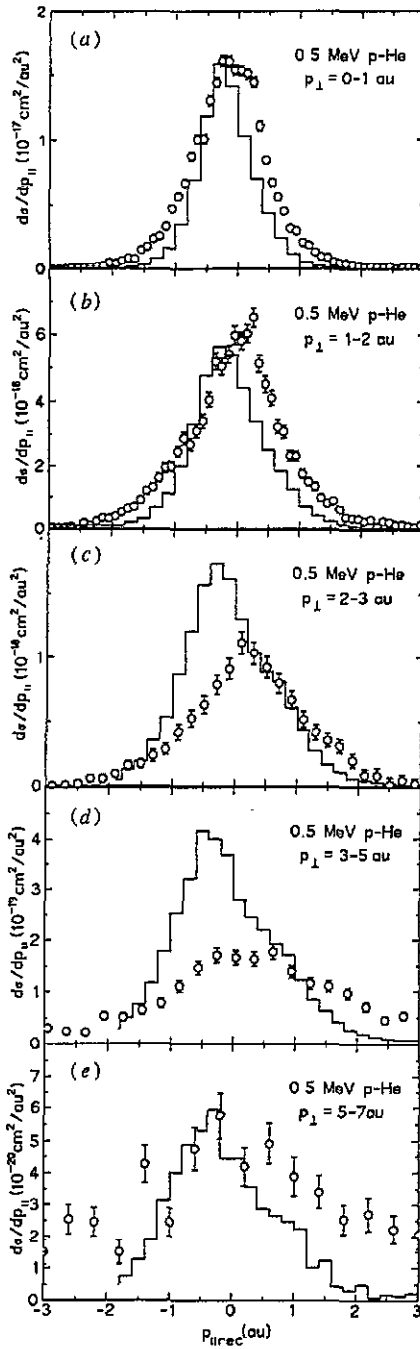 (a)
0.5 MeV p-He
p⊥ = 0-1 au
dσ/dp|| (10⁻¹⁷cm²/au²)
1
0
(b)
0.5 MeV p-He
p⊥ = 1-2 au
dσ/dp|| (10⁻¹⁸cm²/au²)
6
4
2
0
(c)
0.5 MeV p-He
p⊥ = 2-3 au
dσ/dp|| (10⁻¹⁸cm²/au²)
1
0
(d)
0.5 MeV p-He
p⊥ = 3-5 au
dσ/dp|| (10⁻¹⁹cm²/au²)
4
3
2
1
0
(e)
0.5 MeV p-He
p⊥ = 5-7au
dσ/dp|| (10⁻²⁰cm²/au²)
7
6
5
4
3
2
1
0
-3 -2 -1 0 1 2 3
p||rec(au)